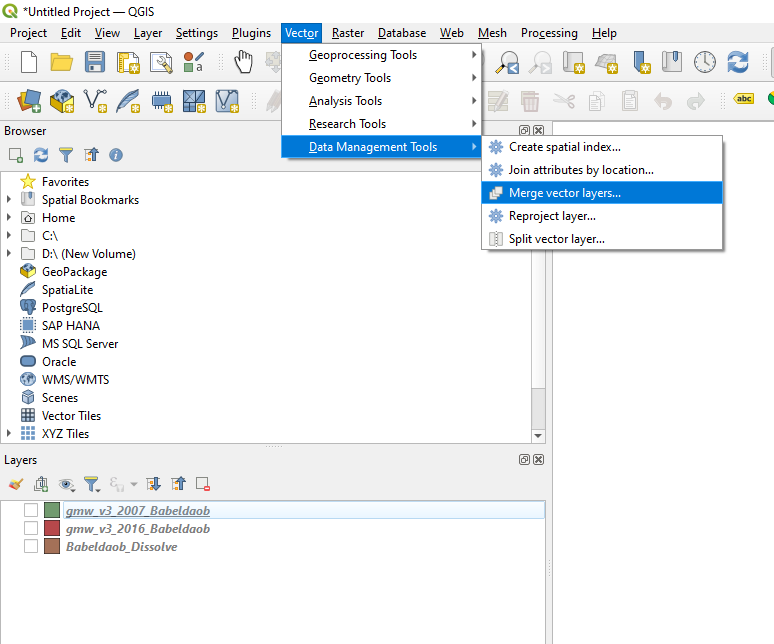 *Untitled Project — QGIS
Project Edit View Layer Settings Plugins Vector Raster Database Web Mesh Processing Help
Geoprocessing Tools
Geometry Tools
Analysis Tools
Research Tools
Data Management Tools
Create spatial index...
Join attributes by location...
Merge vector layers...
Reproject layer...
Split vector layer...
abc
Browser
Favorites
Spatial Bookmarks
Home
C:\
D:\ (New Volume)
GeoPackage
SpatiaLite
PostgreSQL
SAP HANA
MS SQL Server
Oracle
WMS/WMTS
Scenes
Vector Tiles
XYZ Tiles
Layers
gmw_v3_2007_Babeldaob
gmw_v3_2016_Babeldaob
Babeldaob_Dissolve